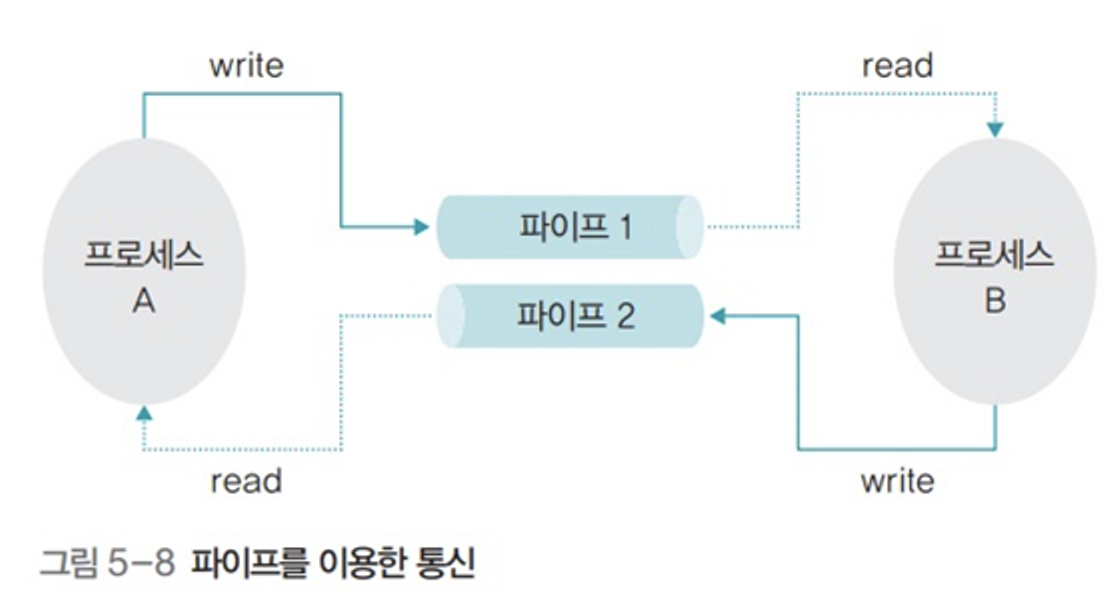 write
read
프로세스
A
파이프 1
파이프 2
프로세스
B
read
write
그림 5-8 파이프를 이용한 통신